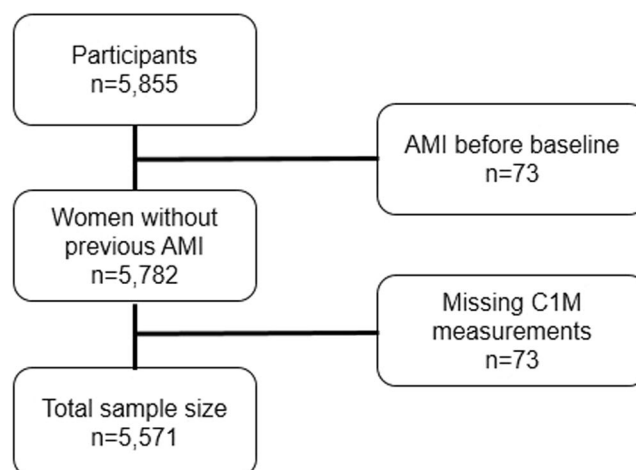 Participants
n=5,855
AMI before baseline
n=73
Women without
previous AMI
n=5,782
Missing C1M
measurements
n=73
Total sample size
n=5,571